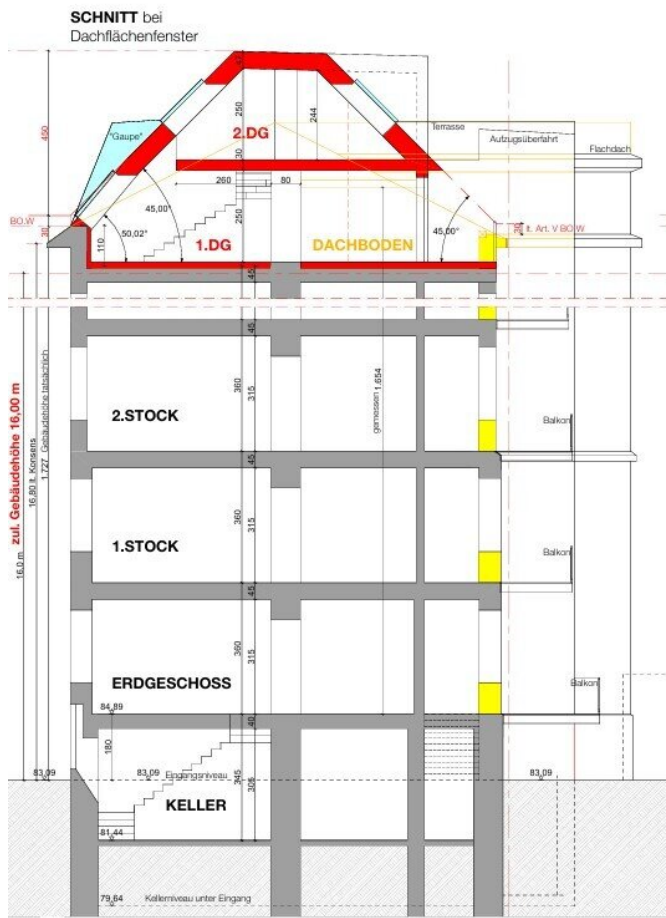 SCHNITT bei
Dachflächenfenster
450
47
250
244
"Gaupe"
2.DG
Terrasse
Aufzugsüberfahrt
Flachdach
30
260
80
45,00°
250
BO.W
30
110
50,02°
1.DG
DACHBODEN
45,00°
30
lt. Art. V BO.W
45
45
zul. Gebäudehöhe 16,00 m
16.0 m
16,80 lt. Konsens
1.727 Gebäudehöhe tatsächlich
gemessen 1.654
360
315
2.STOCK
Balkon
45
360
315
1.STOCK
Balkon
45
360
315
ERDGESCHOSS
Balkon
84,89
40
180
83,09
83,09
Eingangsniveau
83,09
345
305
KELLER
81,44
79,64
Kellerniveau unter Eingang